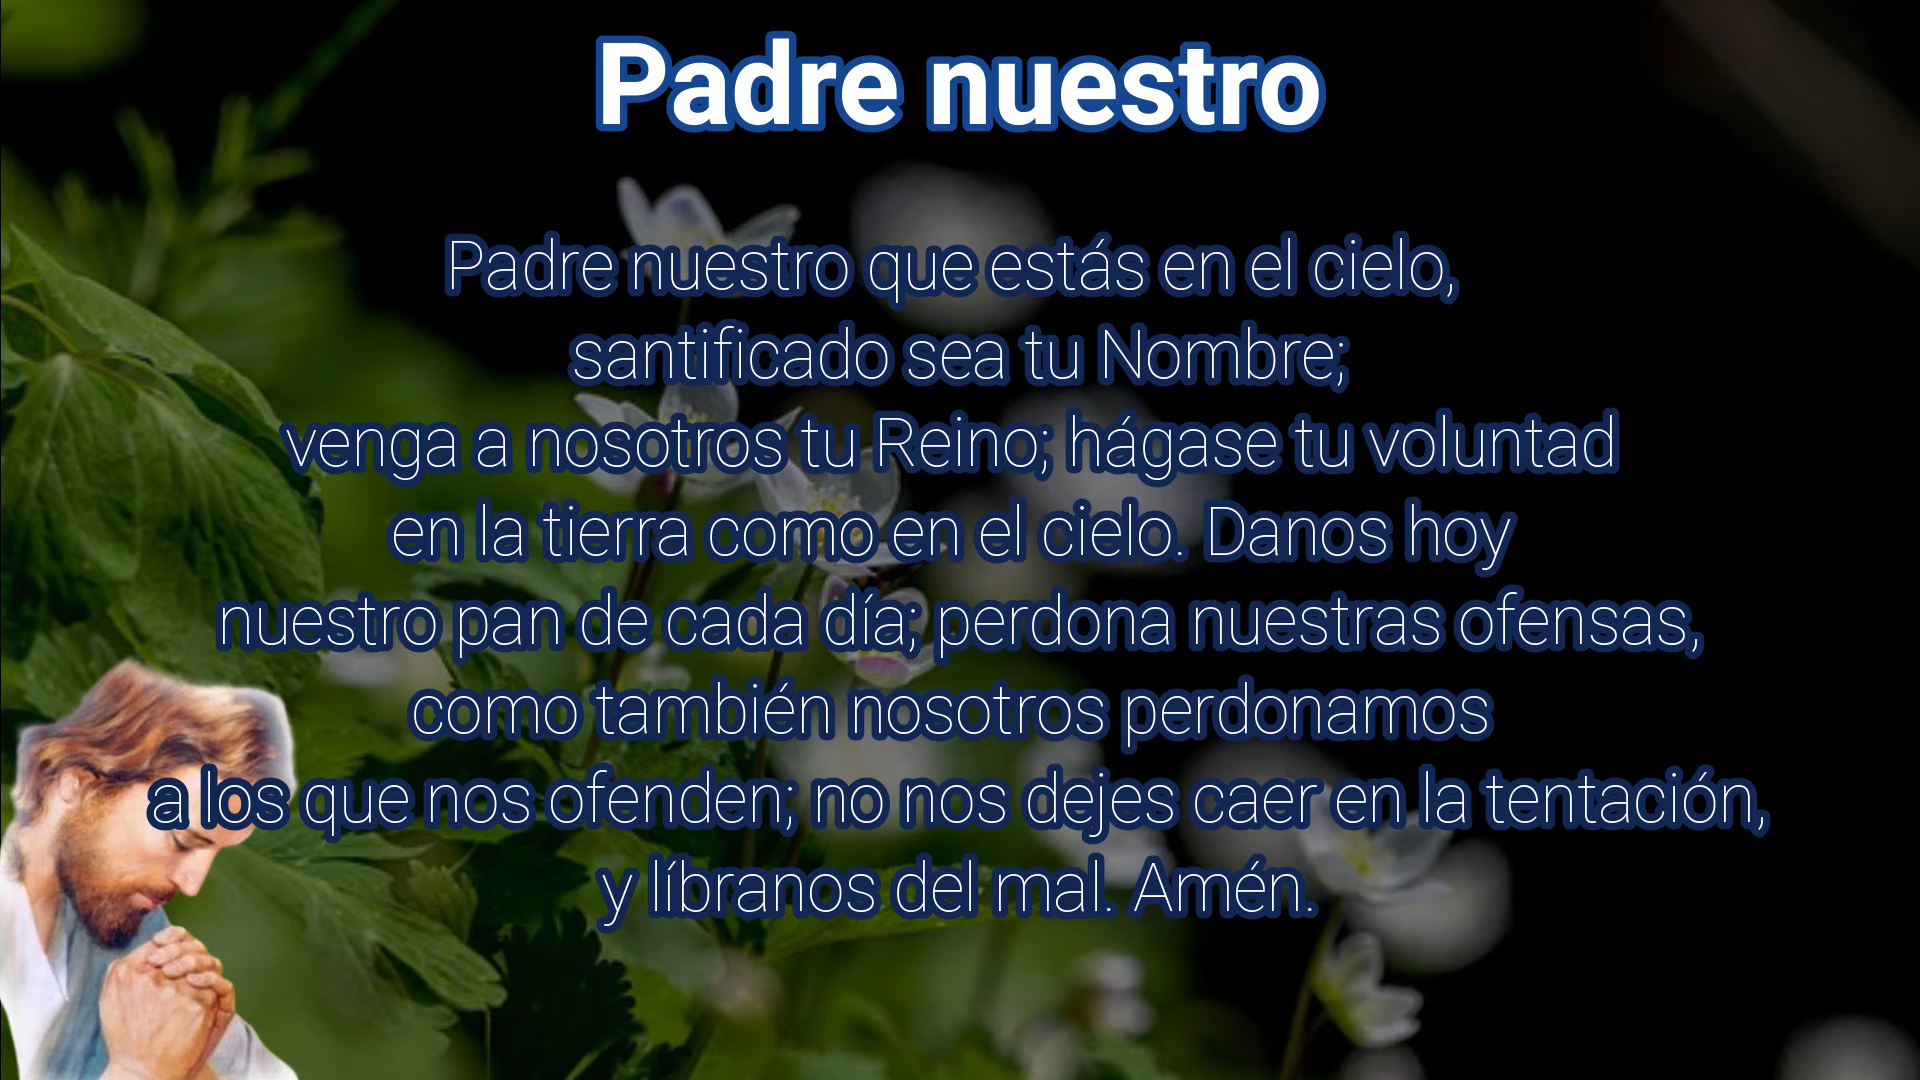 Padre nuestro
Padre nuestro que estás en el cielo,
santificado sea tu Nombre;
venga a nosotros tu Reino; hágase tu voluntad
en la tierra como en el cielo. Danos hoy
nuestro pan de cada día; perdona nuestras ofensas,
como también nosotros perdonamos
a los que nos ofenden; no nos dejes caer en la tentación,
y líbranos del mal. Amén.